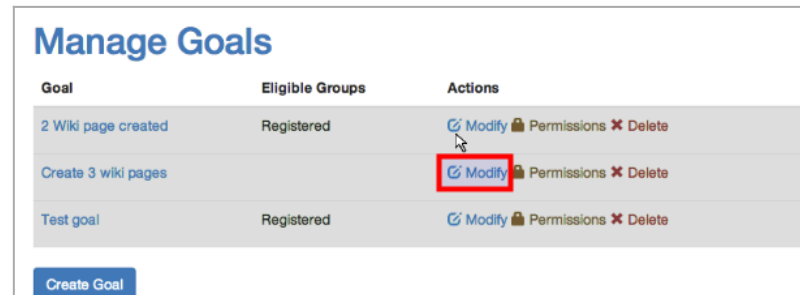 Manage Goals
Goal Eligible Groups Actions
2 Wiki page created Registered Modify Permissions Delete
Create 3 wiki pages Modify Permissions Delete
Test goal Registered Modify Permissions Delete
Create Goal